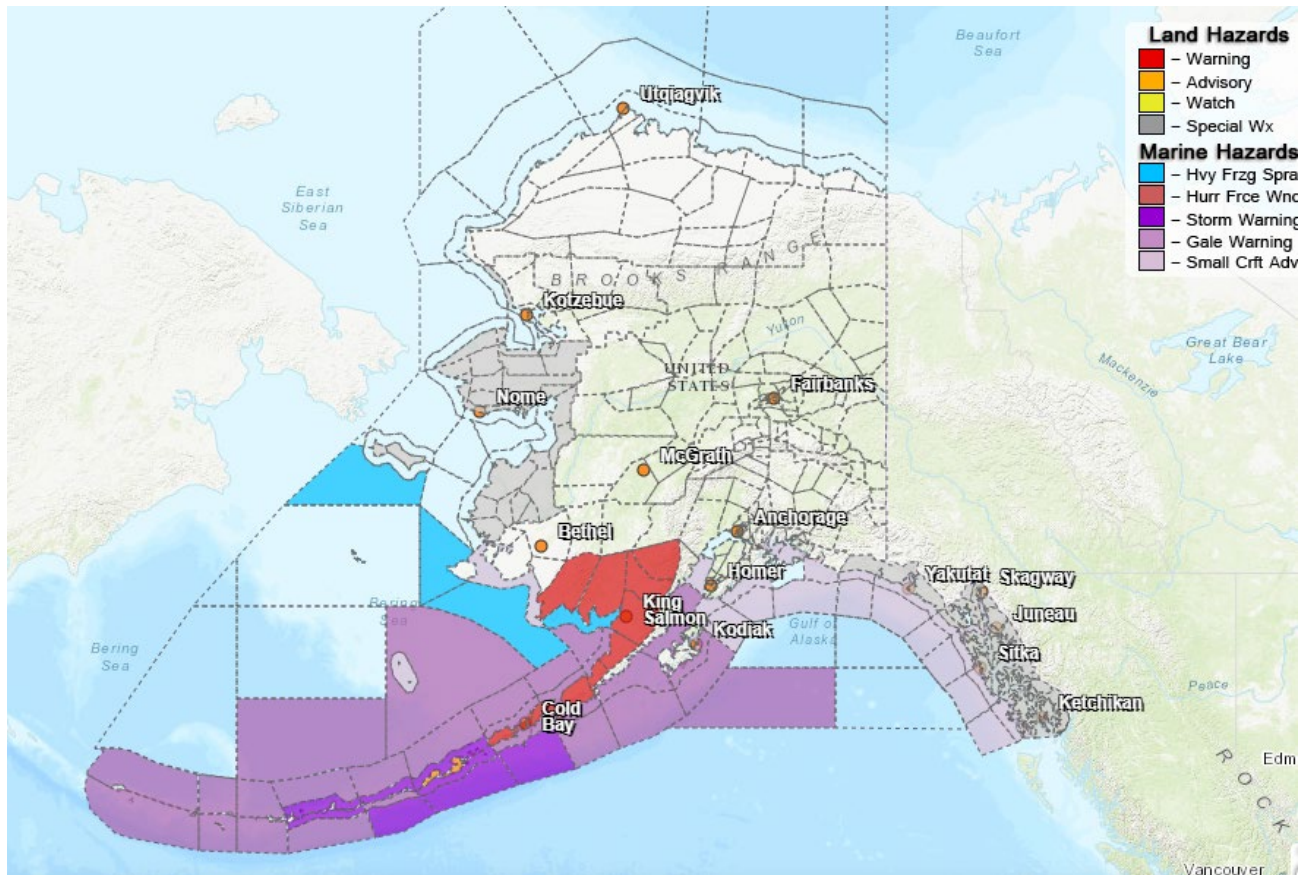 Beaufort
Sea
Land Hazards
– Warning
– Advisory
– Watch
– Special Wx
Marine Hazards
– Hvy Frzg Spra
– Hurr Frce Wnd
– Storm Warning
– Gale Warning
– Small Crft Adv
Utqiagvik
East
Siberian
Sea
BROOKS RANGE
Kotzebue
Yukon
Great Bear
Lake
Mackenzie
UNITED
STATES
Fairbanks
Nome
McGrath
Anchorage
Bethel
Homer
Yakutat
Skagway
King
Salmon
Juneau
Bering
Sea
Kodiak
Gulf of
Alaska
Sitka
Bering
Sea
Peace
Ketchikan
Cold
Bay
Edm
ROCK
Vancouver